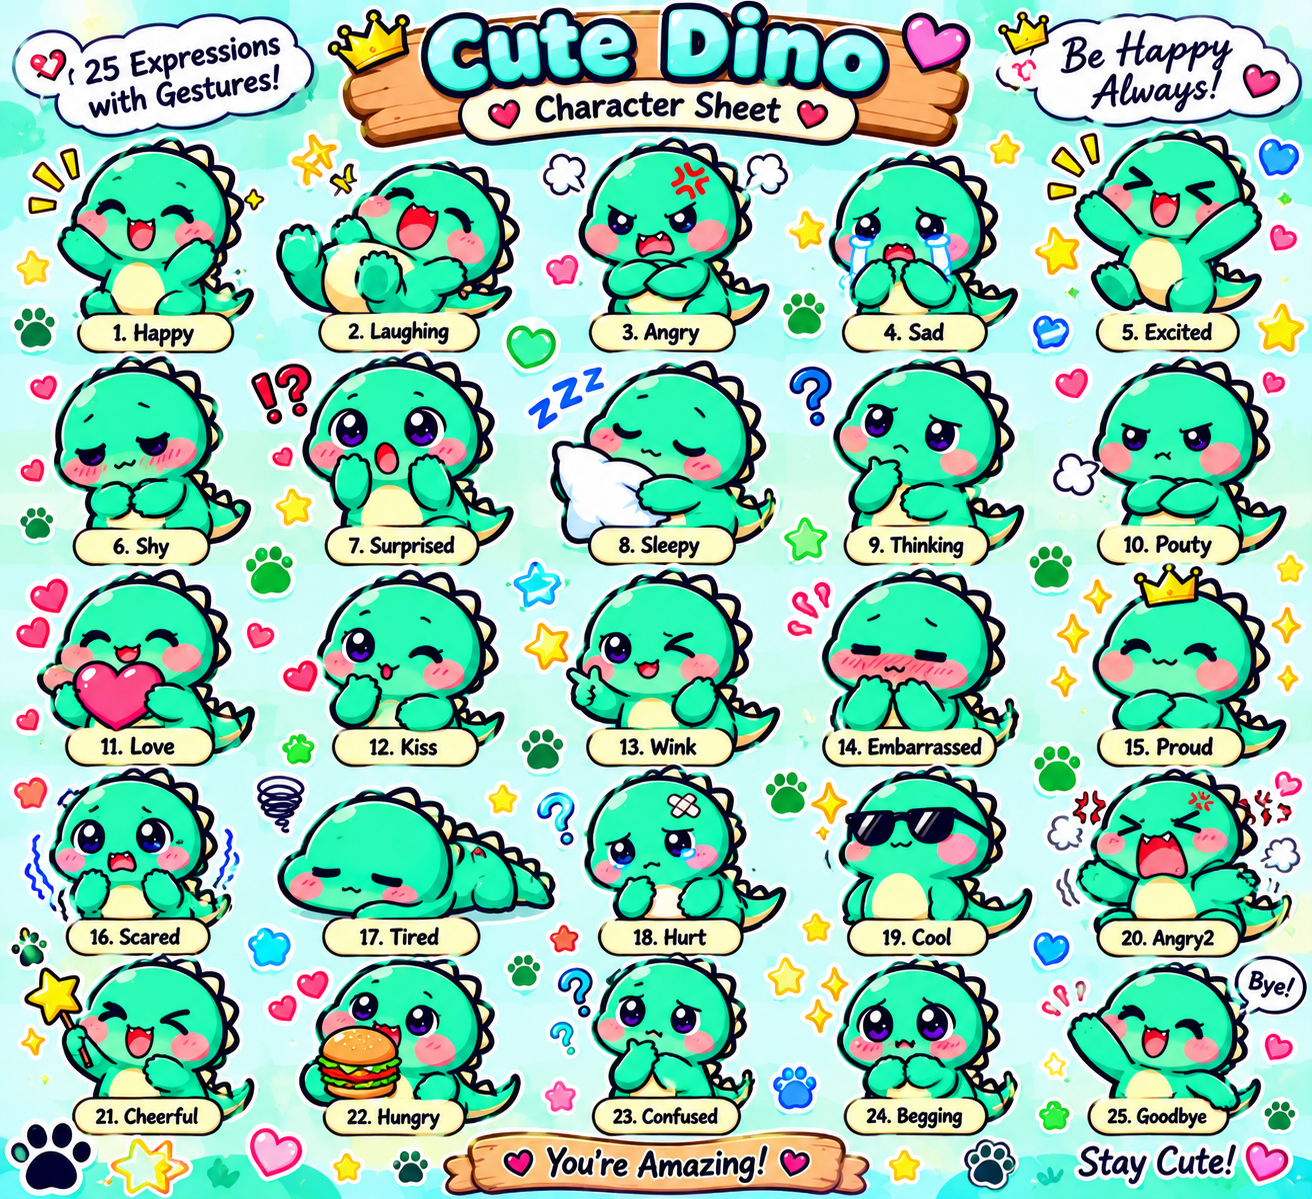 25 Expressions
with Gestures!
Cute Dino
Character Sheet
Be Happy
Always!
1. Happy
2. Laughing
3. Angry
4. Sad
5. Excited
!?
zzz
?
6. Shy
7. Surprised
8. Sleepy
9. Thinking
10. Pouty
11. Love
12. Kiss
13. Wink
14. Embarrassed
15. Proud
?
16. Scared
17. Tired
18. Hurt
19. Cool
20. Angry2
?
?
Bye!
21. Cheerful
22. Hungry
23. Confused
24. Begging
25. Goodbye
You're Amazing!
Stay Cute!